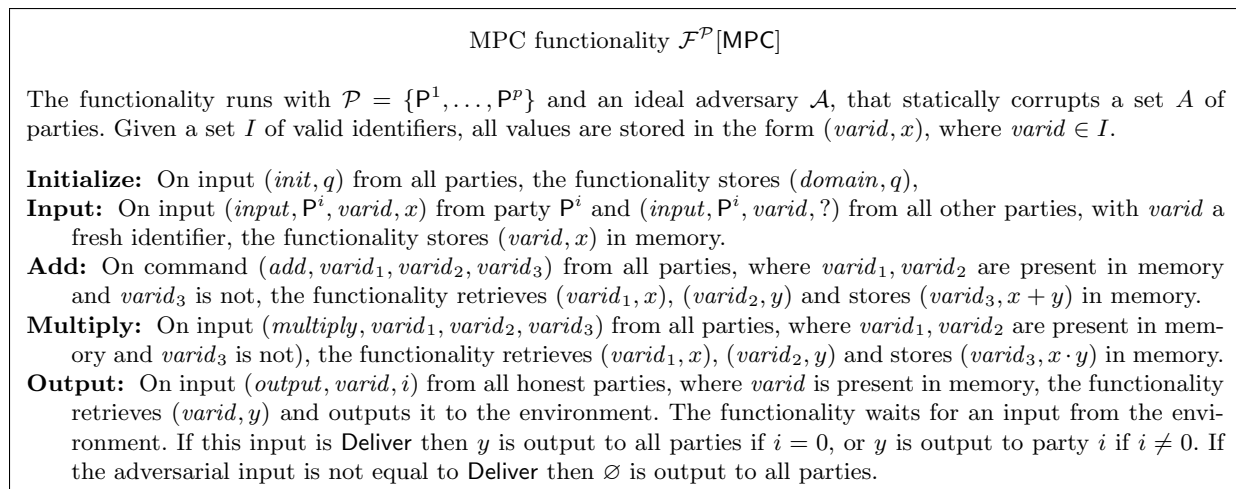 MPC functionality 𝓕^𝒫[MPC]
The functionality runs with 𝒫 = {P¹, . . . , Pᵖ} and an ideal adversary 𝒜, that statically corrupts a set A of
parties. Given a set I of valid identifiers, all values are stored in the form (varid, x), where varid ∈ I.
Initialize: On input (init, q) from all parties, the functionality stores (domain, q),
Input: On input (input, Pⁱ, varid, x) from party Pⁱ and (input, Pⁱ, varid, ?) from all other parties, with varid a
fresh identifier, the functionality stores (varid, x) in memory.
Add: On command (add, varid₁, varid₂, varid₃) from all parties, where varid₁, varid₂ are present in memory
and varid₃ is not, the functionality retrieves (varid₁, x), (varid₂, y) and stores (varid₃, x + y) in memory.
Multiply: On input (multiply, varid₁, varid₂, varid₃) from all parties, where varid₁, varid₂ are present in mem-
ory and varid₃ is not), the functionality retrieves (varid₁, x), (varid₂, y) and stores (varid₃, x · y) in memory.
Output: On input (output, varid, i) from all honest parties, where varid is present in memory, the functionality
retrieves (varid, y) and outputs it to the environment. The functionality waits for an input from the envi-
ronment. If this input is Deliver then y is output to all parties if i = 0, or y is output to party i if i ≠ 0. If
the adversarial input is not equal to Deliver then ∅ is output to all parties.